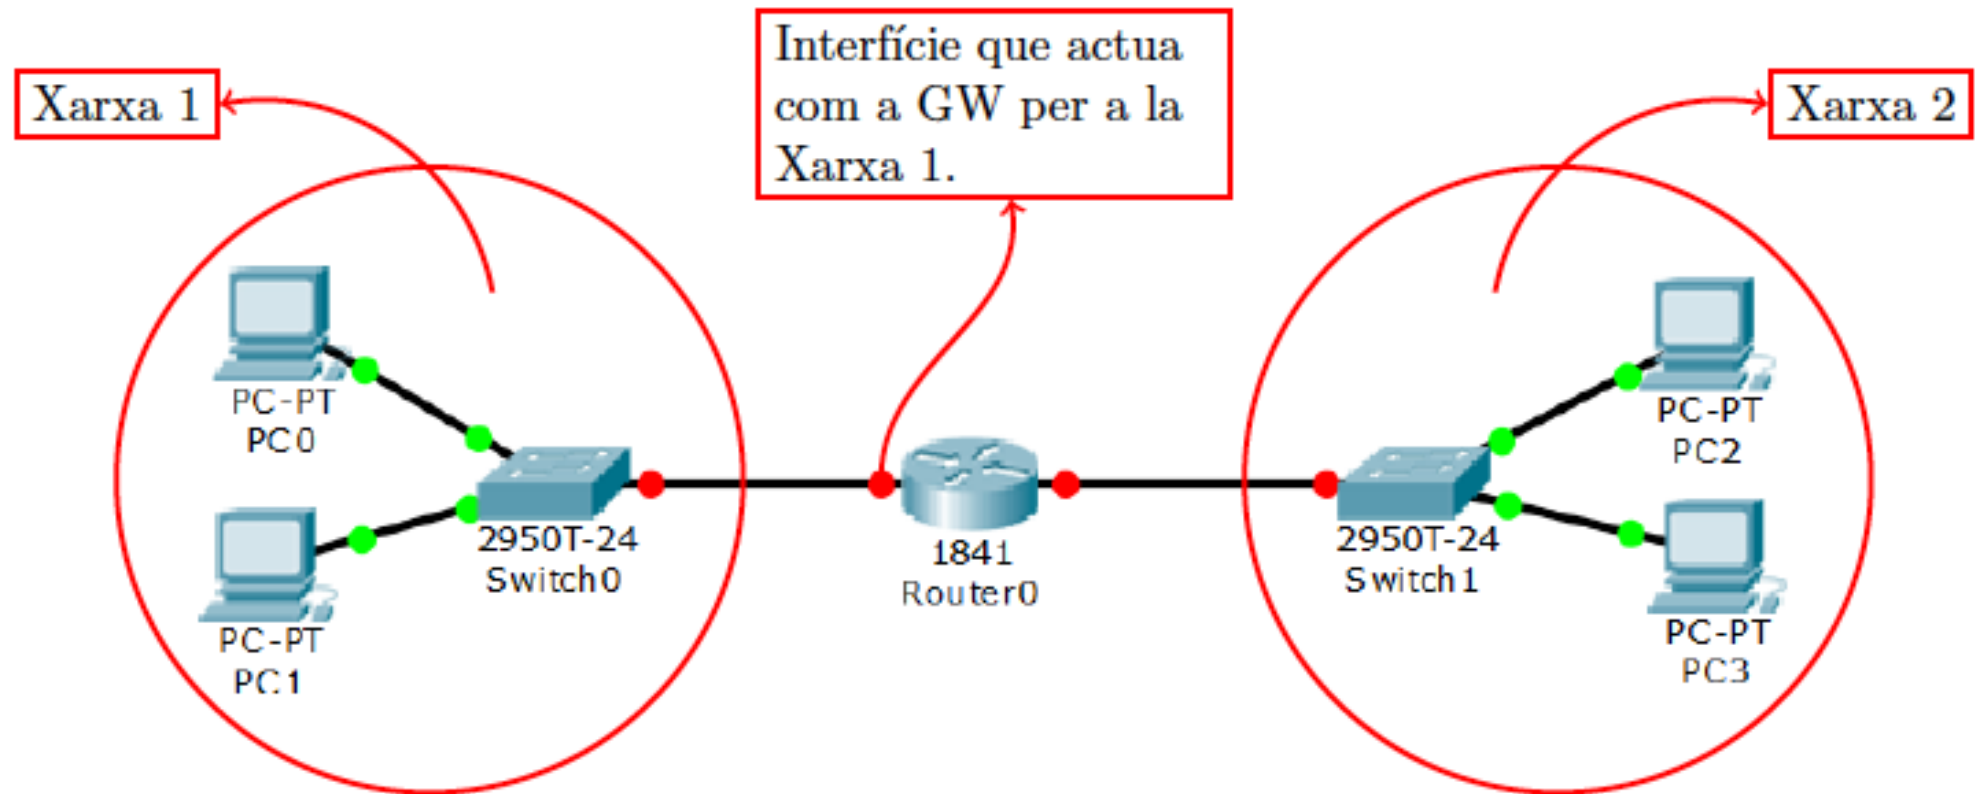 Interfície que actua
com a GW per a la
Xarxa 1.
Xarxa 1
Xarxa 2
PC-PT
PC0
PC-PT
PC1
2950T-24
Switch0
1841
Router0
2950T-24
Switch1
PC-PT
PC2
PC-PT
PC3